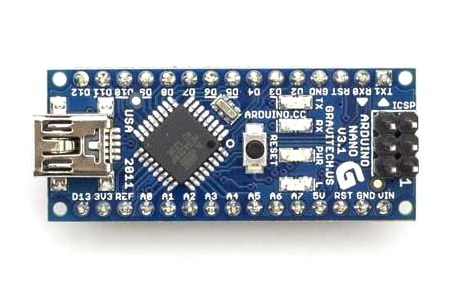 D12 D11 D10 D9 D8 D7 D6 D5 D4 D3 D2 GND RST RX0 TX1
ICSP
TX
RX
PWR
L
ARDUINO.CC
RESET
USA 2011
ARDUINO
NANO
V3.1
GRAVITECH.US
1
D13 3V3 REF A0 A1 A2 A3 A4 A5 A6 A7 5V RST GND VIN